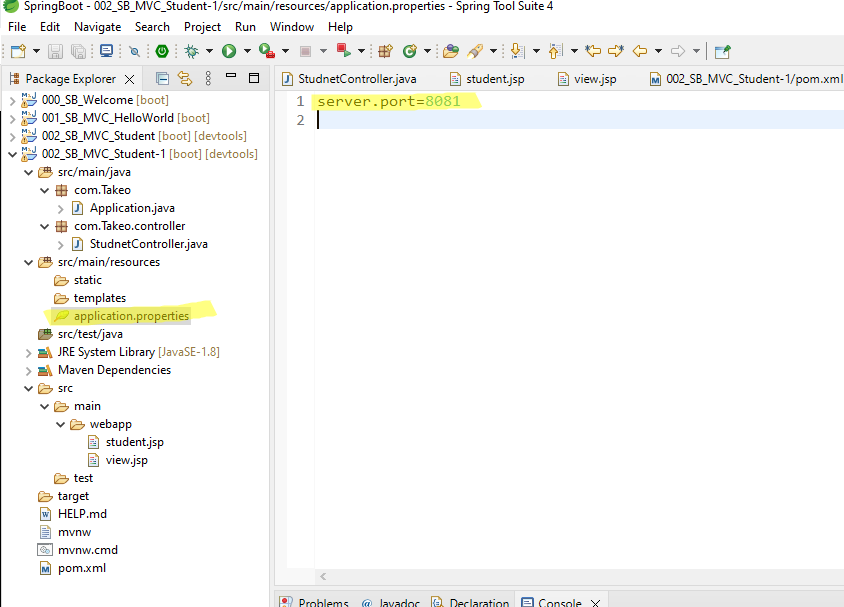 SpringBoot - 002_SB_MVC_Student-1/src/main/resources/application.properties - Spring Tool Suite 4
File Edit Navigate Search Project Run Window Help
Package Explorer
StudnetController.java student.jsp view.jsp 002_SB_MVC_Student-1/pom.xml
000_SB_Welcome [boot]
001_SB_MVC_HelloWorld [boot]
002_SB_MVC_Student [boot] [devtools]
002_SB_MVC_Student-1 [boot] [devtools]
src/main/java
com.Takeo
Application.java
com.Takeo.controller
StudnetController.java
src/main/resources
static
templates
application.properties
src/test/java
JRE System Library [JavaSE-1.8]
Maven Dependencies
src
main
webapp
student.jsp
view.jsp
test
target
HELP.md
mvnw
mvnw.cmd
pom.xml
1 server.port=8081
2
Problems @ Javadoc Declaration Console